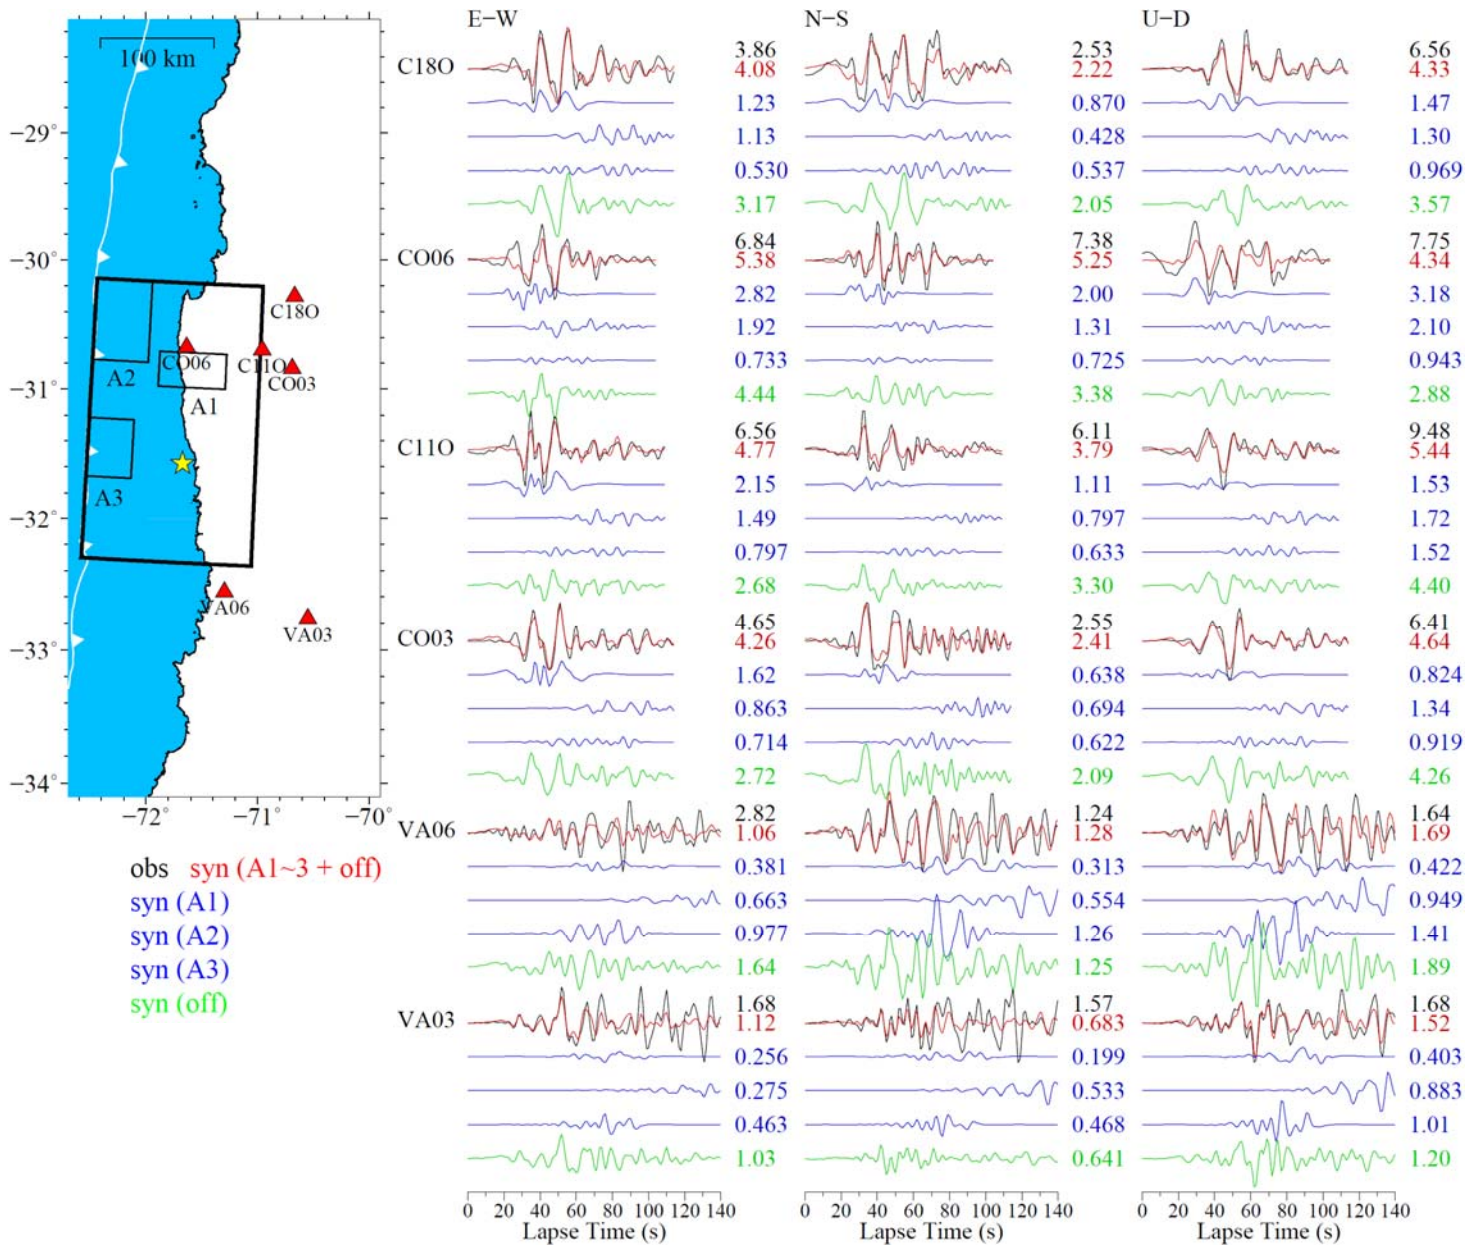 100 km
−29°
−30°
−31°
−32°
−33°
−34°
−72°
−71°
−70°
C18O
CO06
C11O
CO03
A2
A1
A3
VA06
VA03
obs syn (A1~3 + off)
syn (A1)
syn (A2)
syn (A3)
syn (off)
E−W N−S U−D
C18O 3.86 2.53 6.56
4.08 2.22 4.33
1.23 0.870 1.47
1.13 0.428 1.30
0.530 0.537 0.969
3.17 2.05 3.57
CO06 6.84 7.38 7.75
5.38 5.25 4.34
2.82 2.00 3.18
1.92 1.31 2.10
0.733 0.725 0.943
4.44 3.38 2.88
C11O 6.56 6.11 9.48
4.77 3.79 5.44
2.15 1.11 1.53
1.49 0.797 1.72
0.797 0.633 1.52
2.68 3.30 4.40
CO03 4.65 2.55 6.41
4.26 2.41 4.64
1.62 0.638 0.824
0.863 0.694 1.34
0.714 0.622 0.919
2.72 2.09 4.26
VA06 2.82 1.24 1.64
1.06 1.28 1.69
0.381 0.313 0.422
0.663 0.554 0.949
0.977 1.26 1.41
1.64 1.25 1.89
VA03 1.68 1.57 1.68
1.12 0.683 1.52
0.256 0.199 0.403
0.275 0.533 0.883
0.463 0.468 1.01
1.03 0.641 1.20
0 20 40 60 80 100 120 140 0 20 40 60 80 100 120 140 0 20 40 60 80 100 120 140
Lapse Time (s) Lapse Time (s) Lapse Time (s)